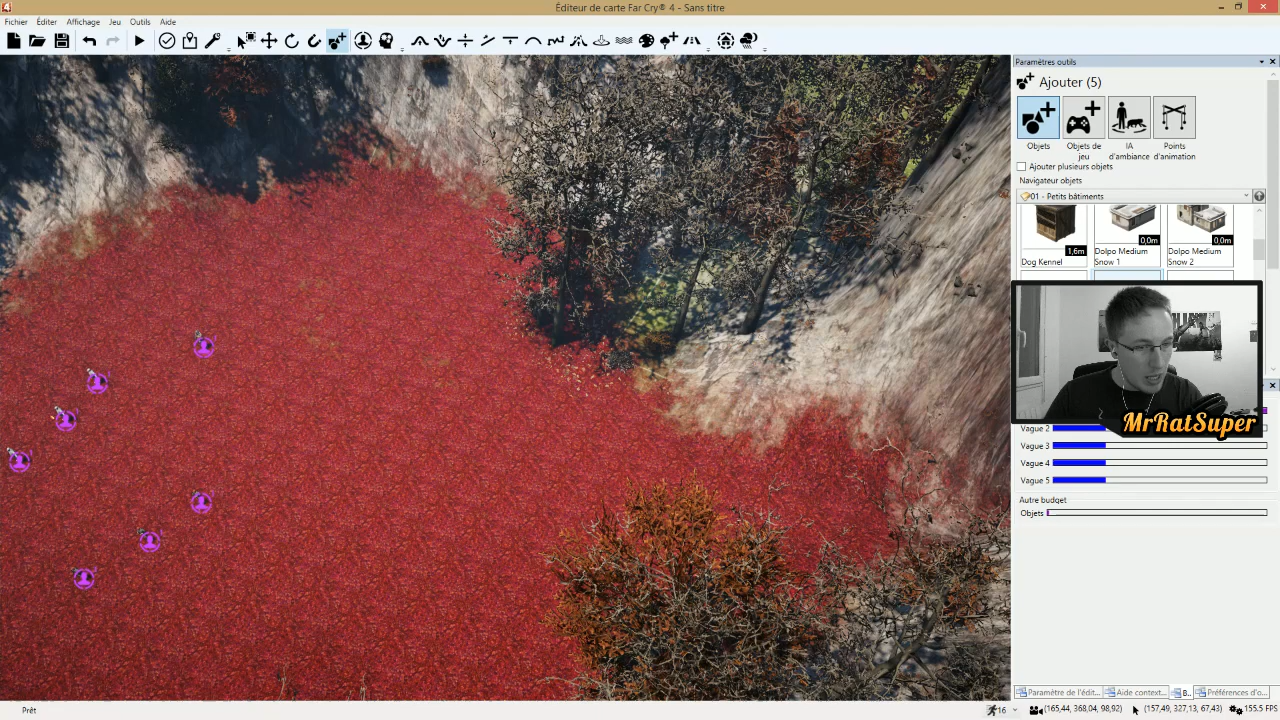 Éditeur de carte Far Cry® 4 - Sans titre
Fichier Éditer Affichage Jeu Outils Aide
Paramètres outils
Ajouter (5)
Objets
Objets de jeu
IA d'ambiance
Points d'animation
Ajouter plusieurs objets
Navigateur objets
01 - Petits bâtiments
1,6m
0,0m
0,0m
Dog Kennel
Dolpo Medium Snow 1
Dolpo Medium Snow 2
MrRatSuper
Vague 2
Vague 3
Vague 4
Vague 5
Autre budget
Objets
Paramètre de l'édit...
Aide context...
B...
Préférences d'o...
Prêt
16
(165,44, 368,04, 98,92)
(157,49, 327,13, 67,43)
155.5 FPS